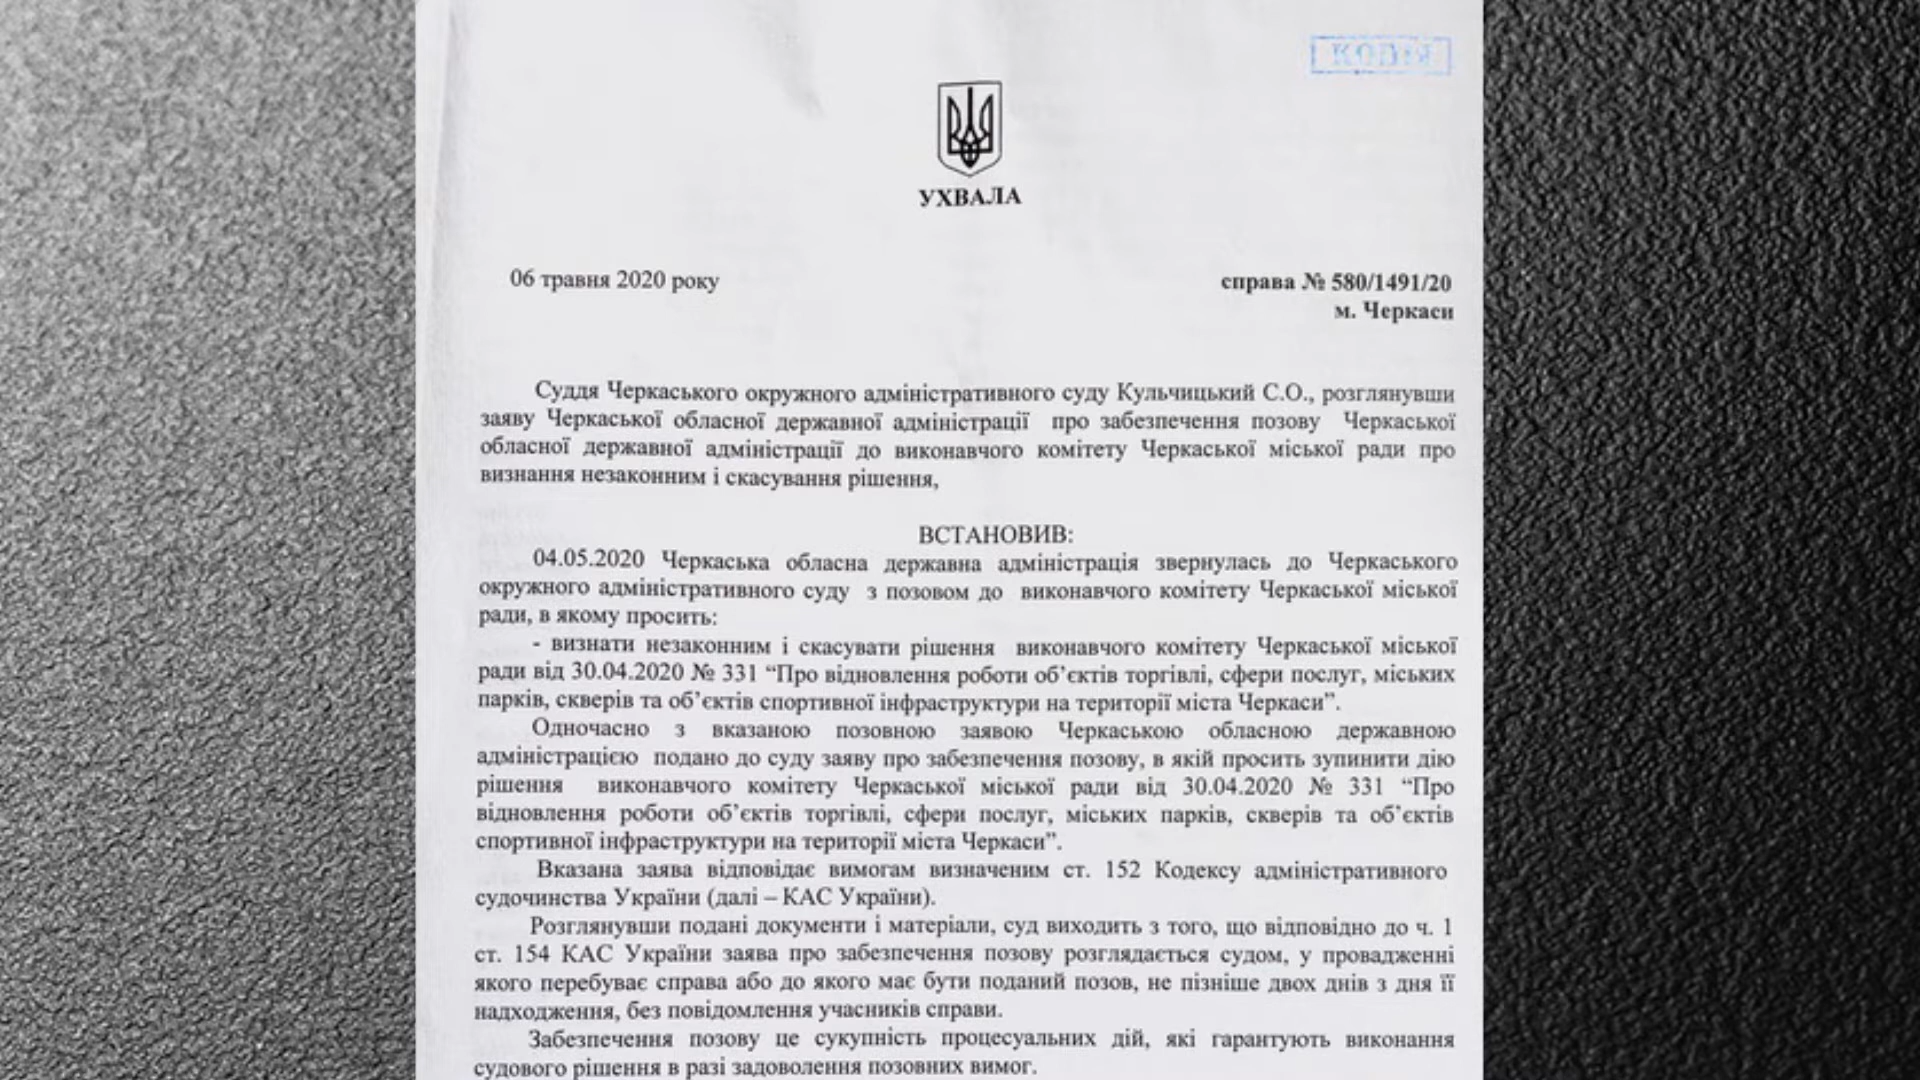 КОПІЯ
УХВАЛА
06 травня 2020 року
справа № 580/1491/20
м. Черкаси
Суддя Черкаського окружного адміністративного суду Кульчицький С.О., розглянувши
заяву Черкаської обласної державної адміністрації про забезпечення позову Черкаської
обласної державної адміністрації до виконавчого комітету Черкаської міської ради про
визнання незаконним і скасування рішення,
ВСТАНОВИВ:
04.05.2020 Черкаська обласна державна адміністрація звернулась до Черкаського
окружного адміністративного суду з позовом до виконавчого комітету Черкаської міської
ради, в якому просить:
- визнати незаконним і скасувати рішення виконавчого комітету Черкаської міської
ради від 30.04.2020 № 331 “Про відновлення роботи об’єктів торгівлі, сфери послуг, міських
парків, скверів та об’єктів спортивної інфраструктури на території міста Черкаси”.
Одночасно з вказаною позовною заявою Черкаською обласною державною
адміністрацією подано до суду заяву про забезпечення позову, в якій просить зупинити дію
рішення виконавчого комітету Черкаської міської ради від 30.04.2020 № 331 “Про
відновлення роботи об’єктів торгівлі, сфери послуг, міських парків, скверів та об’єктів
спортивної інфраструктури на території міста Черкаси”.
Вказана заява відповідає вимогам визначеним ст. 152 Кодексу адміністративного
судочинства України (далі – КАС України).
Розглянувши подані документи і матеріали, суд виходить з того, що відповідно до ч. 1
ст. 154 КАС України заява про забезпечення позову розглядається судом, у провадженні
якого перебуває справа або до якого має бути поданий позов, не пізніше двох днів з дня її
надходження, без повідомлення учасників справи.
Забезпечення позову це сукупність процесуальних дій, які гарантують виконання
судового рішення в разі задоволення позовних вимог.